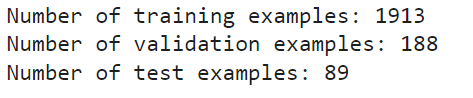 Number of training examples: 1913
Number of validation examples: 188
Number of test examples: 89